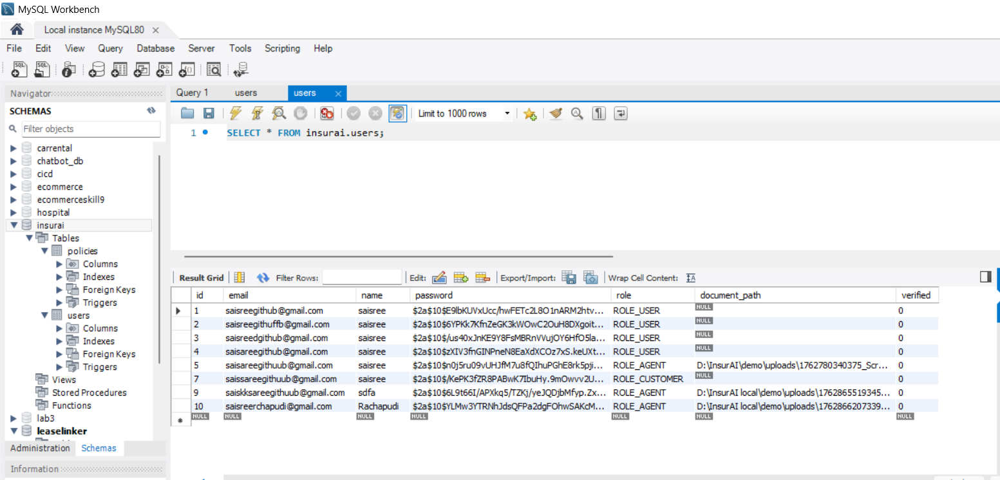 MySQL Workbench
Local instance MySQL80
File Edit View Query Database Server Tools Scripting Help
Navigator
SCHEMAS
Filter objects
carrental
chatbot_db
cicd
ecommerce
ecommerceskill9
hospital
insurai
Tables
policies
Columns
Indexes
Foreign Keys
Triggers
users
Columns
Indexes
Foreign Keys
Triggers
Views
Stored Procedures
Functions
lab3
leaselinker
Administration Schemas
Information
Query 1 users users
Limit to 1000 rows
1 SELECT * FROM insurai.users;
Result Grid Filter Rows: Edit: Export/Import: Wrap Cell Content:
id email name password role document_path verified
1 saisreegithub@gmail.com saisree $2a$10$E9lbKUVxUcc/hwFETc2L8O1nARM2htv... ROLE_USER NULL 0
2 saisreegithuffb@gmail.com saisree $2a$10$6YPKk7KfnZeGK3kWOwC2OuH8DXgoit... ROLE_USER NULL 0
3 saisreedgithub@gmail.com saisree $2a$10$/us40xJnKE9Y8FsMBRnVVujOY6HfO5la... ROLE_USER NULL 0
4 saisareegithub@gmail.com saisree $2a$10$zXIV3fnGINPneN8EaXdXCOz7xS.keUXt... ROLE_USER NULL 0
5 saisareegithuub@gmail.com saisree $2a$10$n0j5ru09vUHJfM7u8fQIhuPGhE8rk5pji... ROLE_AGENT D:\InsurAI\demo\uploads\1762780340375_Scr... 0
7 saissareegithuub@gmail.com saisree $2a$10$/KePK3fZR8PABwK7IbuHy.9mOwvv2U... ROLE_CUSTOMER NULL 0
9 saiskksareegithuub@gmail.com sdfa $2a$10$6L9t66I/APXkq5/TZKj/yeJQDjbMfyp.Zx... ROLE_AGENT D:\InsurAI local\demo\uploads\1762865519345... 0
10 saisreerchapudi@gmail.com Rachapudi $2a$10$YLMw3YTRNhJdsQFPa2dgFOhwSAKcM... ROLE_AGENT D:\InsurAI local\demo\uploads\1762866207339... 0
NULL NULL NULL NULL NULL NULL NULL